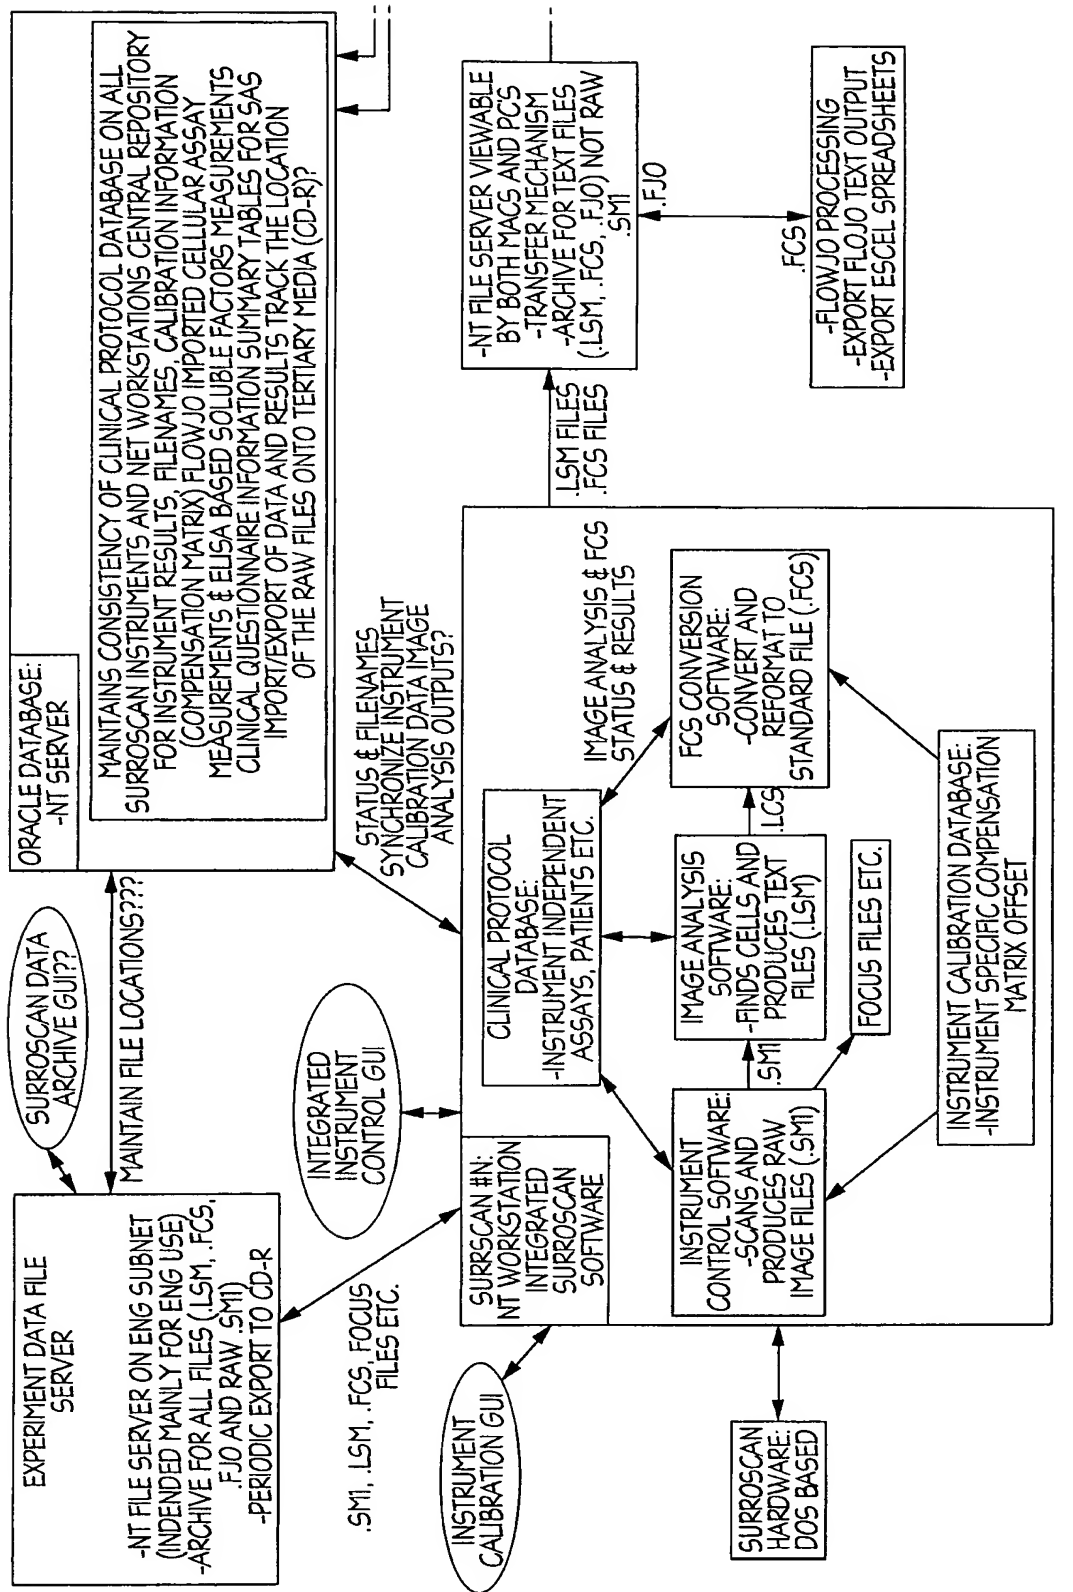 EXPERIMENT DATA FILE
SERVER
-NT FILE SERVER ON ENG SUBNET
(INDENDED MAINLY FOR ENG USE)
-ARCHIVE FOR ALL FILES (.LSM, .FCS,
.FJO AND RAW .SM1)
-PERIODIC EXPORT TO CD-R
SURROSCAN DATA
ARCHIVE GUI??
MAINTAIN FILE LOCATIONS???
ORACLE DATABASE:
-NT SERVER
MAINTAINS CONSISTENCY OF CLINICAL PROTOCOL DATABASE ON ALL
SURROSCAN INSTRUMENTS AND NET WORKSTATIONS CENTRAL REPOSITORY
FOR INSTRUMENT RESULTS, FILENAMES, CALIBRATION INFORMATION
(COMPENSATION MATRIX) FLOWJO IMPORTED CELLULAR ASSAY
MEASUREMENTS & ELISA BASED SOLUBLE FACTORS MEASUREMENTS
CLINICAL QUESTIONNAIRE INFORMATION SUMMARY TABLES FOR SAS
IMPORT/EXPORT OF DATA AND RESULTS TRACK THE LOCATION
OF THE RAW FILES ONTO TERTIARY MEDIA (CD-R)?
.SM1, .LSM, .FCS, FOCUS
FILES ETC.
INTEGRATED
INSTRUMENT
CONTROL GUI
STATUS & FILENAMES
SYNCHRONIZE INSTRUMENT
CALIBRATION DATA IMAGE
ANALYSIS OUTPUTS?
INSTRUMENT
CALIBRATION GUI
SURRSCAN #N:
NT WORKSTATION
INTEGRATED
SURROSCAN
SOFTWARE
CLINICAL PROTOCOL
DATABASE:
-INSTRUMENT INDEPENDENT
ASSAYS, PATENTS ETC.
IMAGE ANALYSIS & FCS
STATUS & RESULTS
INSTRUMENT
CONTROL SOFTWARE:
-SCANS AND
PRODUCES RAW
IMAGE FILES (.SM1)
.SM1
IMAGE ANALYSIS
SOFTWARE:
-FINDS CELLS AND
PRODUCES TEXT
FILES (.LSM)
.LCS
FCS CONVERSION
SOFTWARE:
-CONVERT AND
REFORMAT TO
STANDARD FILE (.FCS)
FOCUS FILES ETC.
INSTRUMENT CALIBRATION DATABASE:
-INSTRUMENT SPECIFIC COMPENSATION
MATRIX OFFSET
SURROSCAN
HARDWARE:
DOS BASED
.LSM FILES
.FCS FILES
-NT FILE SERVER VIEWABLE
BY BOTH MACS AND PC'S
-TRANSFER MECHANISM
-ARCHIVE FOR TEXT FILES
(.LSM, .FCS, .FJO) NOT RAW
.SM1
.FJO
.FCS
-FLOWJO PROCESSING
-EXPORT FLOJO TEXT OUTPUT
-EXPORT ESCEL SPREADSHEETS